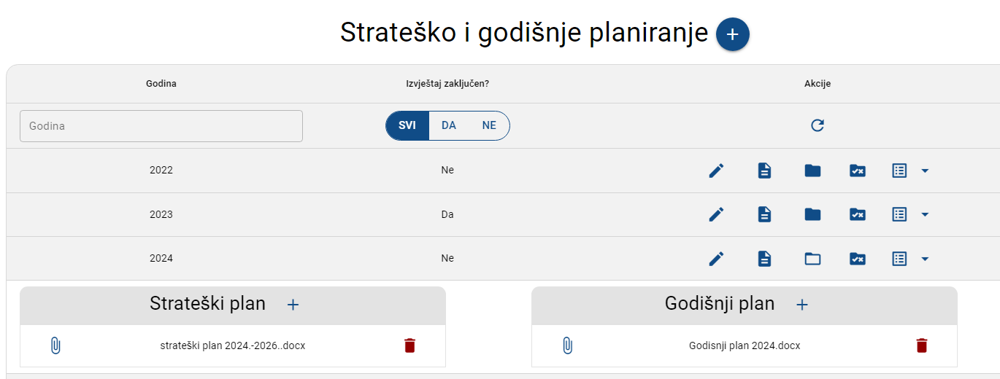 Strateško i godišnje planiranje +
Godina Izvještaj zaključen? Akcije
Godina SVI DA NE
2022 Ne
2023 Da
2024 Ne
Strateški plan + Godišnji plan +
strateški plan 2024.-2026..docx Godisnji plan 2024.docx